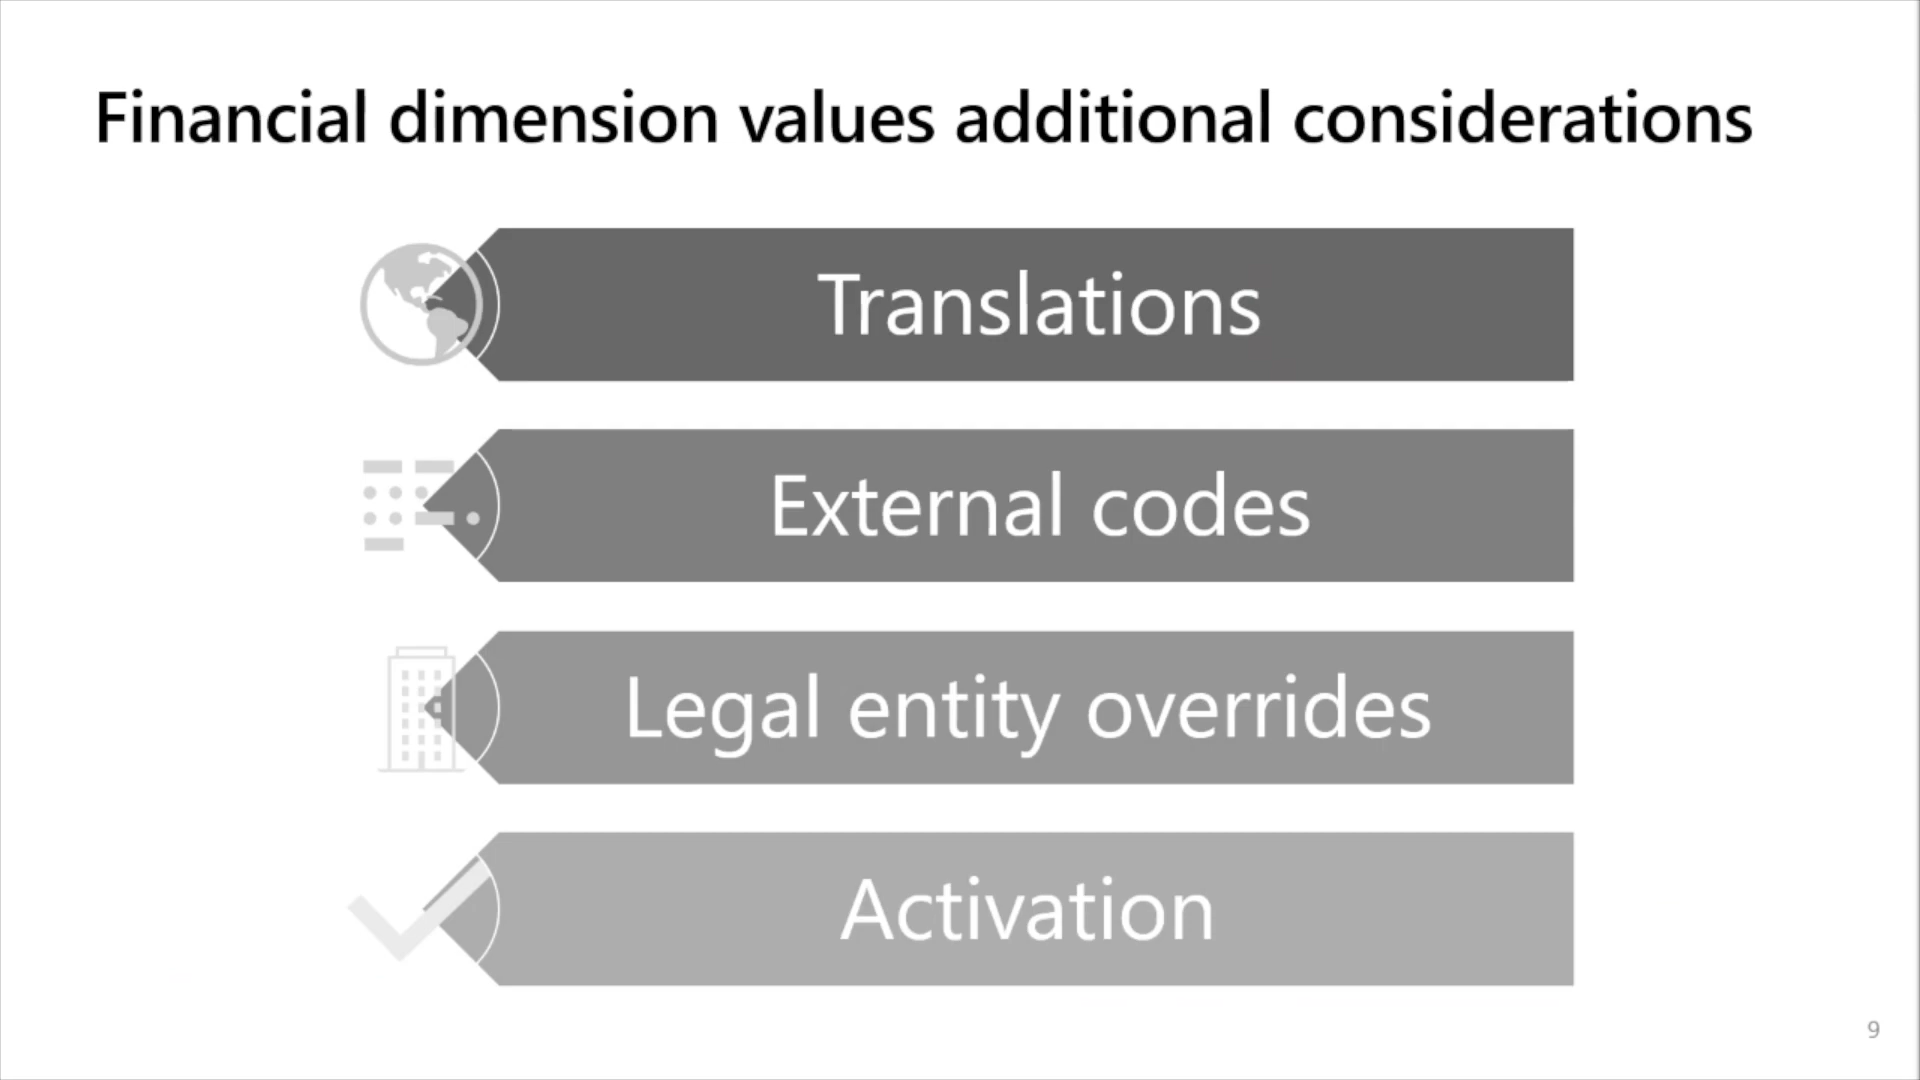 Financial dimension values additional considerations
Translations
External codes
Legal entity overrides
Activation
9